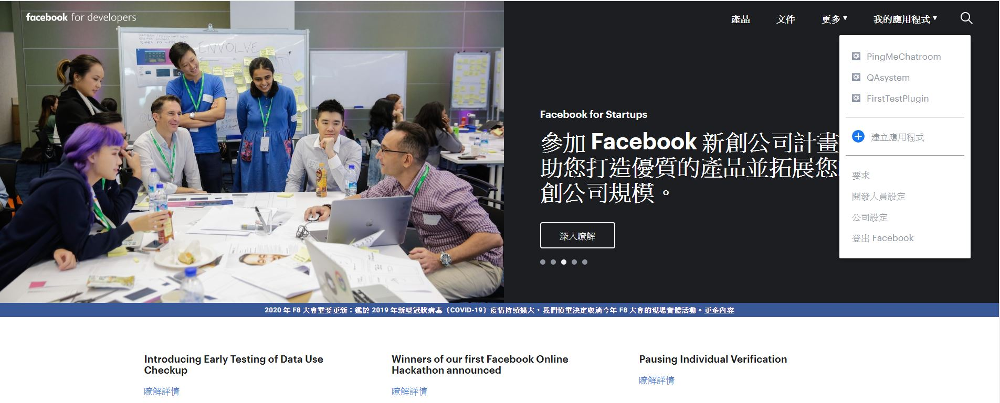 facebook for developers
產品
文件
更多
我的應用程式
PingMeChatroom
QAsystem
FirstTestPlugin
建立應用程式
要求
開發人員設定
公司設定
登出 Facebook
ENVOLVE
Facebook for Startups
參加 Facebook 新創公司計畫
助您打造優質的產品並拓展您
創公司規模。
深入瞭解
2020 年 F8 大會重要更新：鑑於 2019 年新型冠狀病毒（COVID-19）疫情持續擴大，我們慎重決定取消今年 F8 大會的現場實體活動。更多內容
Introducing Early Testing of Data Use
Checkup
瞭解詳情
Winners of our first Facebook Online
Hackathon announced
瞭解詳情
Pausing Individual Verification
瞭解詳情